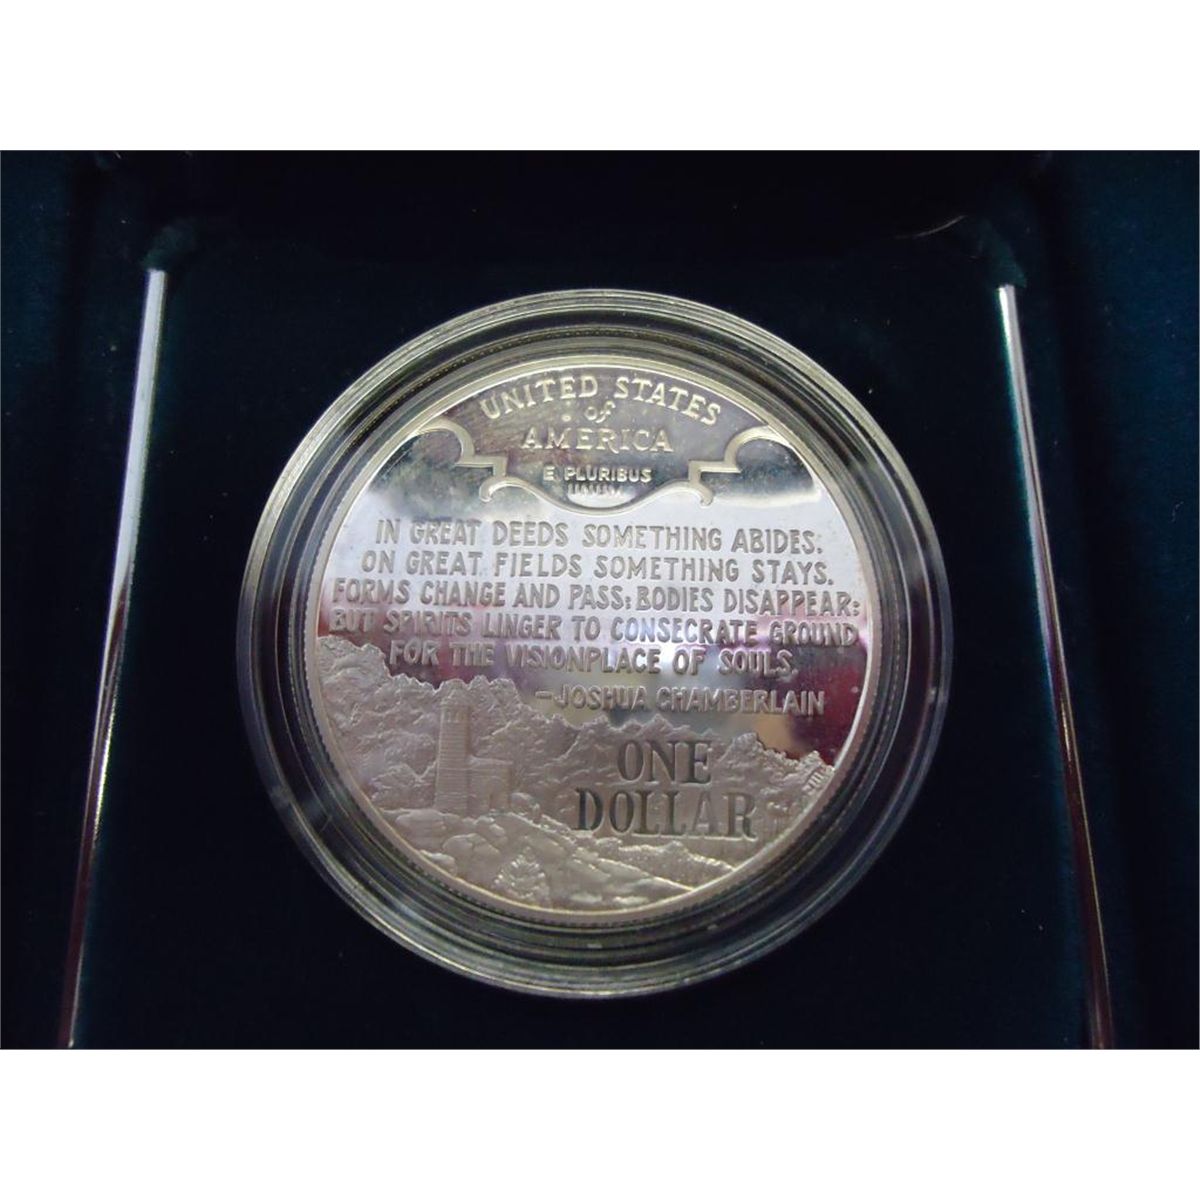 UNITED STATES
of
AMERICA
E PLURIBUS
UNUM
IN GREAT DEEDS SOMETHING ABIDES.
ON GREAT FIELDS SOMETHING STAYS.
FORMS CHANGE AND PASS; BODIES DISAPPEAR;
BUT SPIRITS LINGER TO CONSECRATE GROUND
FOR THE VISIONPLACE OF SOULS
-JOSHUA CHAMBERLAIN
ONE
DOLLAR